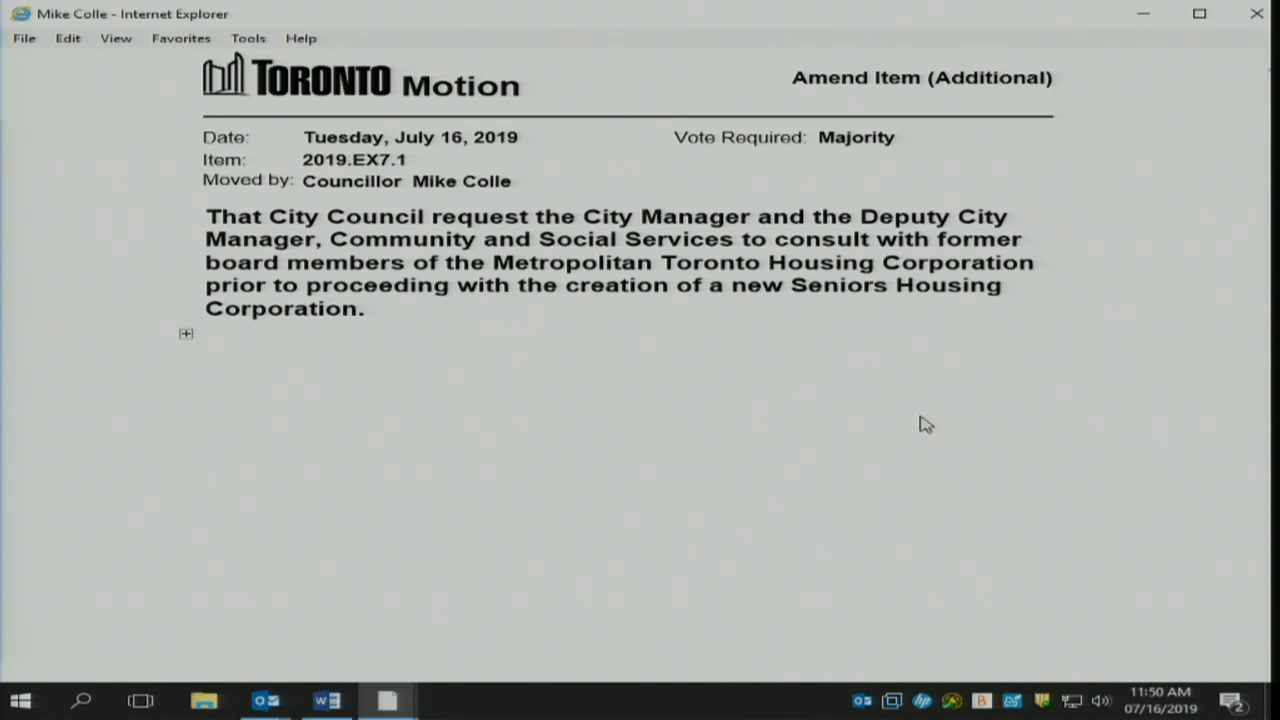 Mike Colle - Internet Explorer
File Edit View Favorites Tools Help
TORONTO Motion
Amend Item (Additional)
Date: Tuesday, July 16, 2019
Vote Required: Majority
Item: 2019.EX7.1
Moved by: Councillor Mike Colle
That City Council request the City Manager and the Deputy City
Manager, Community and Social Services to consult with former
board members of the Metropolitan Toronto Housing Corporation
prior to proceeding with the creation of a new Seniors Housing
Corporation.
11:50 AM
07/16/2019
2